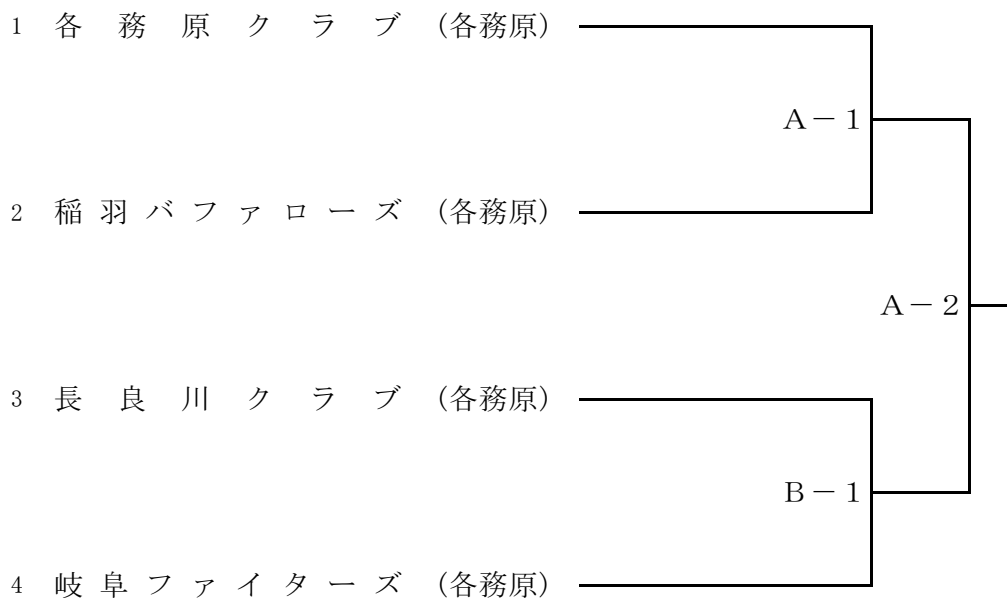 1 各務原クラブ (各務原)
A－1
2 稲羽バファローズ (各務原)
A－2
3 長良川クラブ (各務原)
B－1
4 岐阜ファイターズ (各務原)